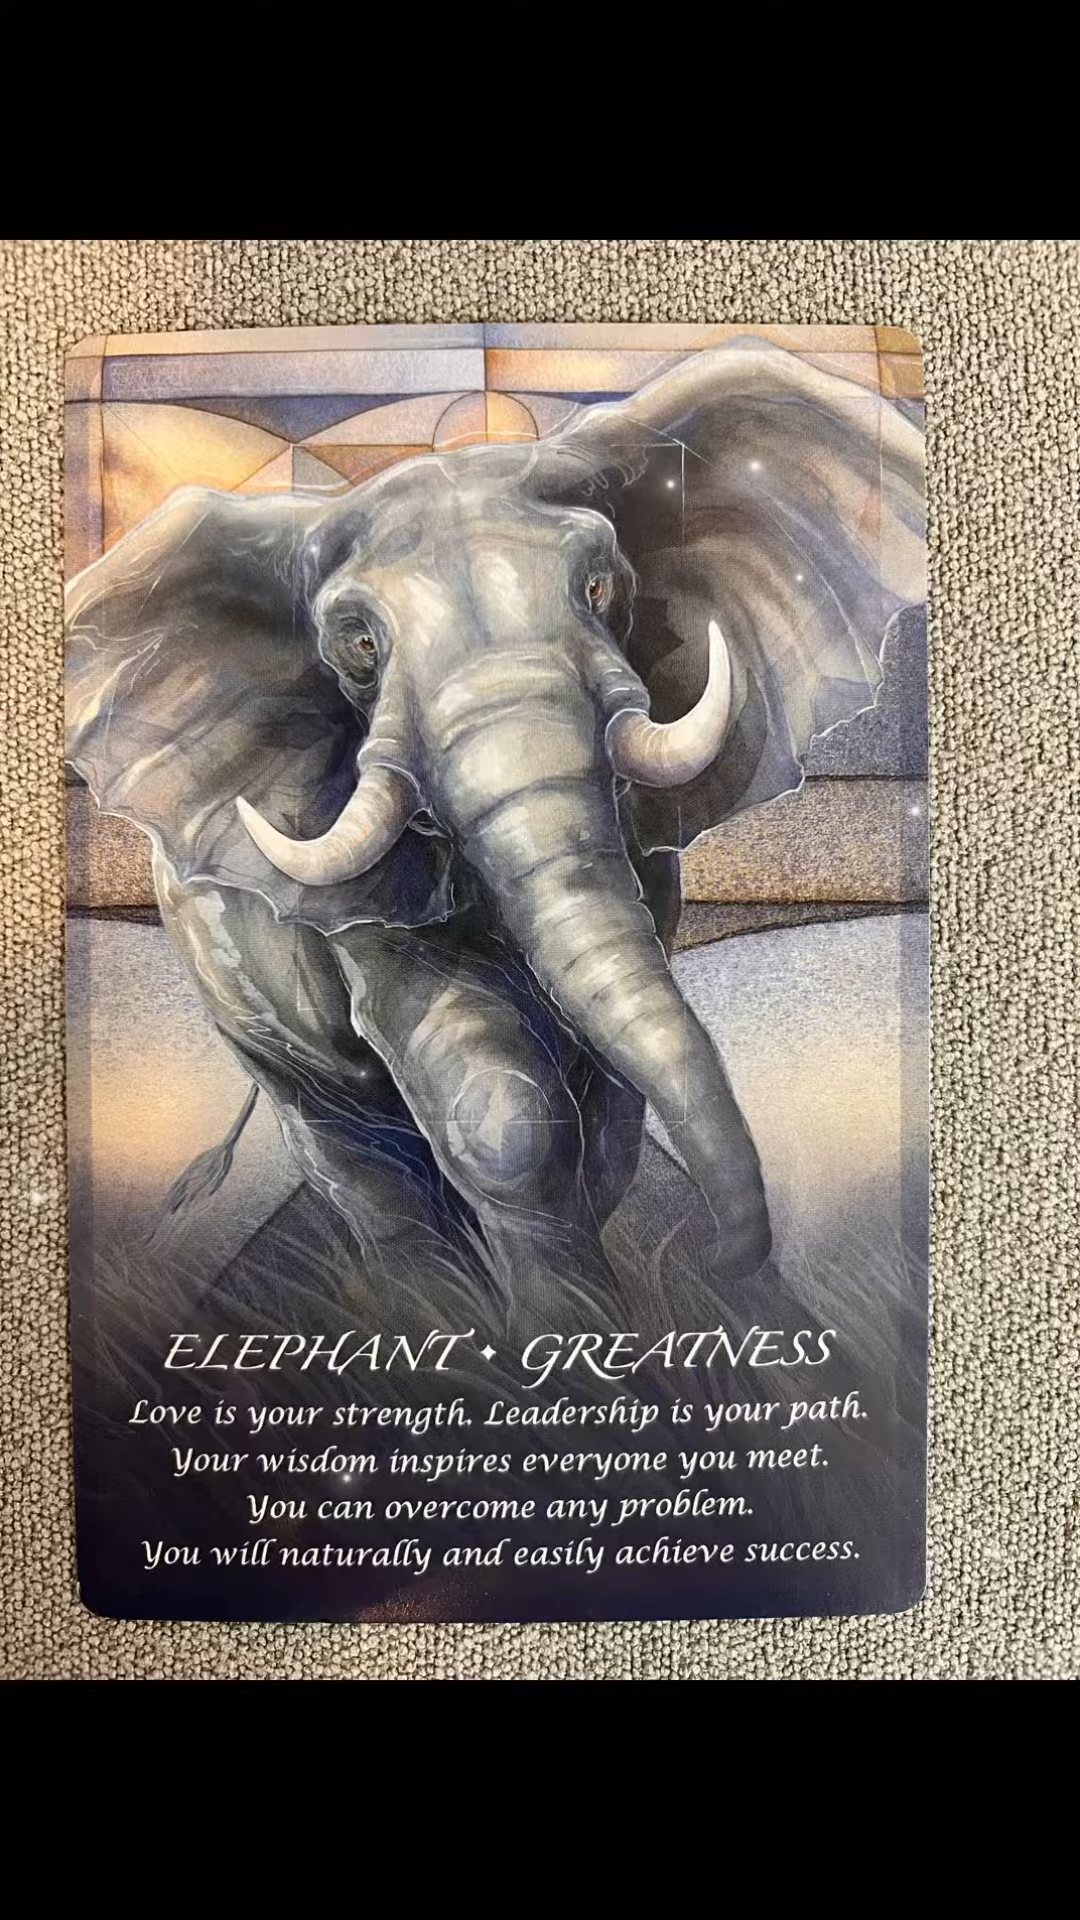 ELEPHANT • GREATNESS
Love is your strength. Leadership is your path.
Your wisdom inspires everyone you meet.
You can overcome any problem.
You will naturally and easily achieve success.